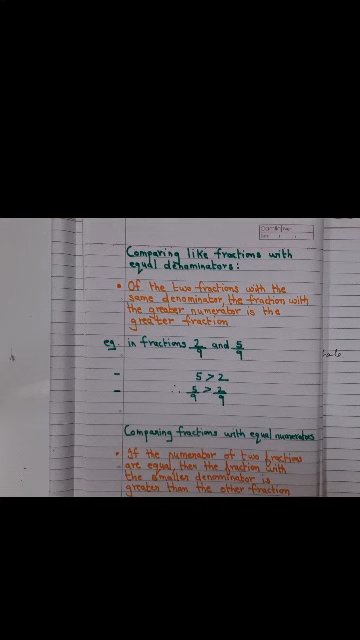 Comparing like fractions with
equal denominators:
• Of the two fractions with the
same denominator, the fraction with
the greater numerator is the
greater fraction
eg. in fractions 2/9 and 5/9
- 5 > 2
- ∴ 5/9 > 2/9
Comparing fractions with equal numerators
• If the numerator of two fractions
- are equal, then the fraction with
the smaller denominator is
greater than the other fraction